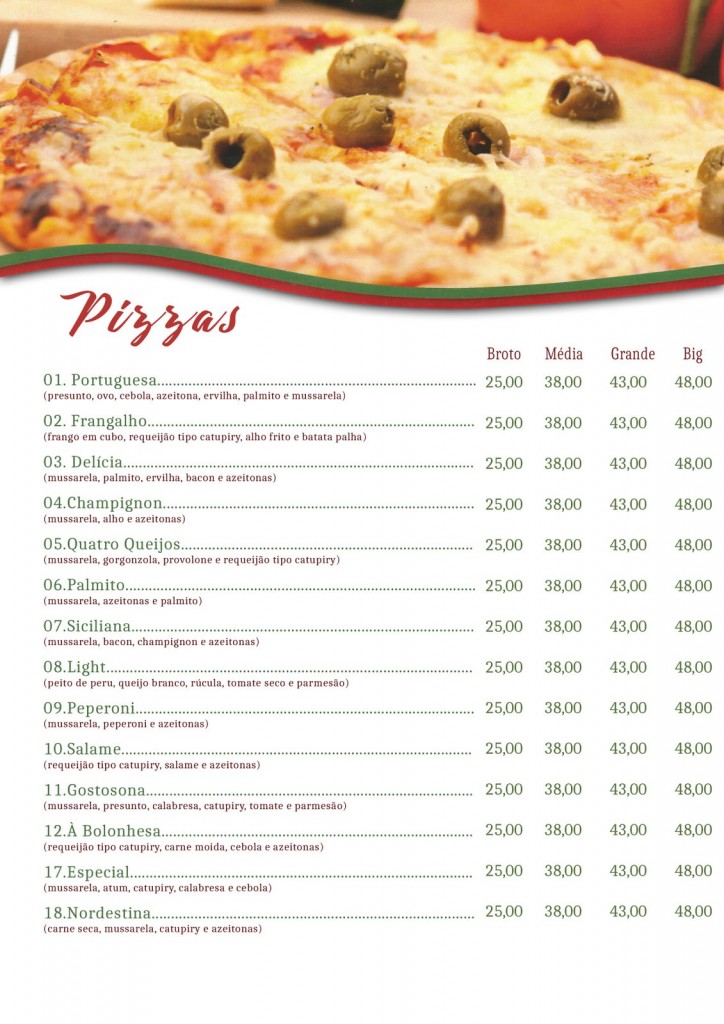 Pizzas
Broto Média Grande Big
01. Portuguesa........................................................................ 25,00 38,00 43,00 48,00
(presunto, ovo, cebola, azeitona, ervilha, palmito e mussarela)
02. Frangalho.......................................................................... 25,00 38,00 43,00 48,00
(frango em cubo, requeijão tipo catupiry, alho frito e batata palha)
03. Delícia............................................................................... 25,00 38,00 43,00 48,00
(mussarela, palmito, ervilha, bacon e azeitonas)
04.Champignon...................................................................... 25,00 38,00 43,00 48,00
(mussarela, alho e azeitonas)
05.Quatro Queijos.................................................................. 25,00 38,00 43,00 48,00
(mussarela, gorgonzola, provolone e requeijão tipo catupiry)
06.Palmito............................................................................... 25,00 38,00 43,00 48,00
(mussarela, azeitonas e palmito)
07.Siciliana............................................................................. 25,00 38,00 43,00 48,00
(mussarela, bacon, champignon e azeitonas)
08.Light................................................................................... 25,00 38,00 43,00 48,00
(peito de peru, queijo branco, rúcula, tomate seco e parmesão)
09.Peperoni............................................................................ 25,00 38,00 43,00 48,00
(mussarela, peperoni e azeitonas)
10.Salame............................................................................... 25,00 38,00 43,00 48,00
(requeijão tipo catupiry, salame e azeitonas)
11.Gostosona.......................................................................... 25,00 38,00 43,00 48,00
(mussarela, presunto, calabresa, catupiry, tomate e parmesão)
12.À Bolonhesa....................................................................... 25,00 38,00 43,00 48,00
(requeijão tipo catupiry, carne moida, cebola e azeitonas)
17.Especial.............................................................................. 25,00 38,00 43,00 48,00
(mussarela, atum, catupiry, calabresa e cebola)
18.Nordestina......................................................................... 25,00 38,00 43,00 48,00
(carne seca, mussarela, catupiry e azeitonas)